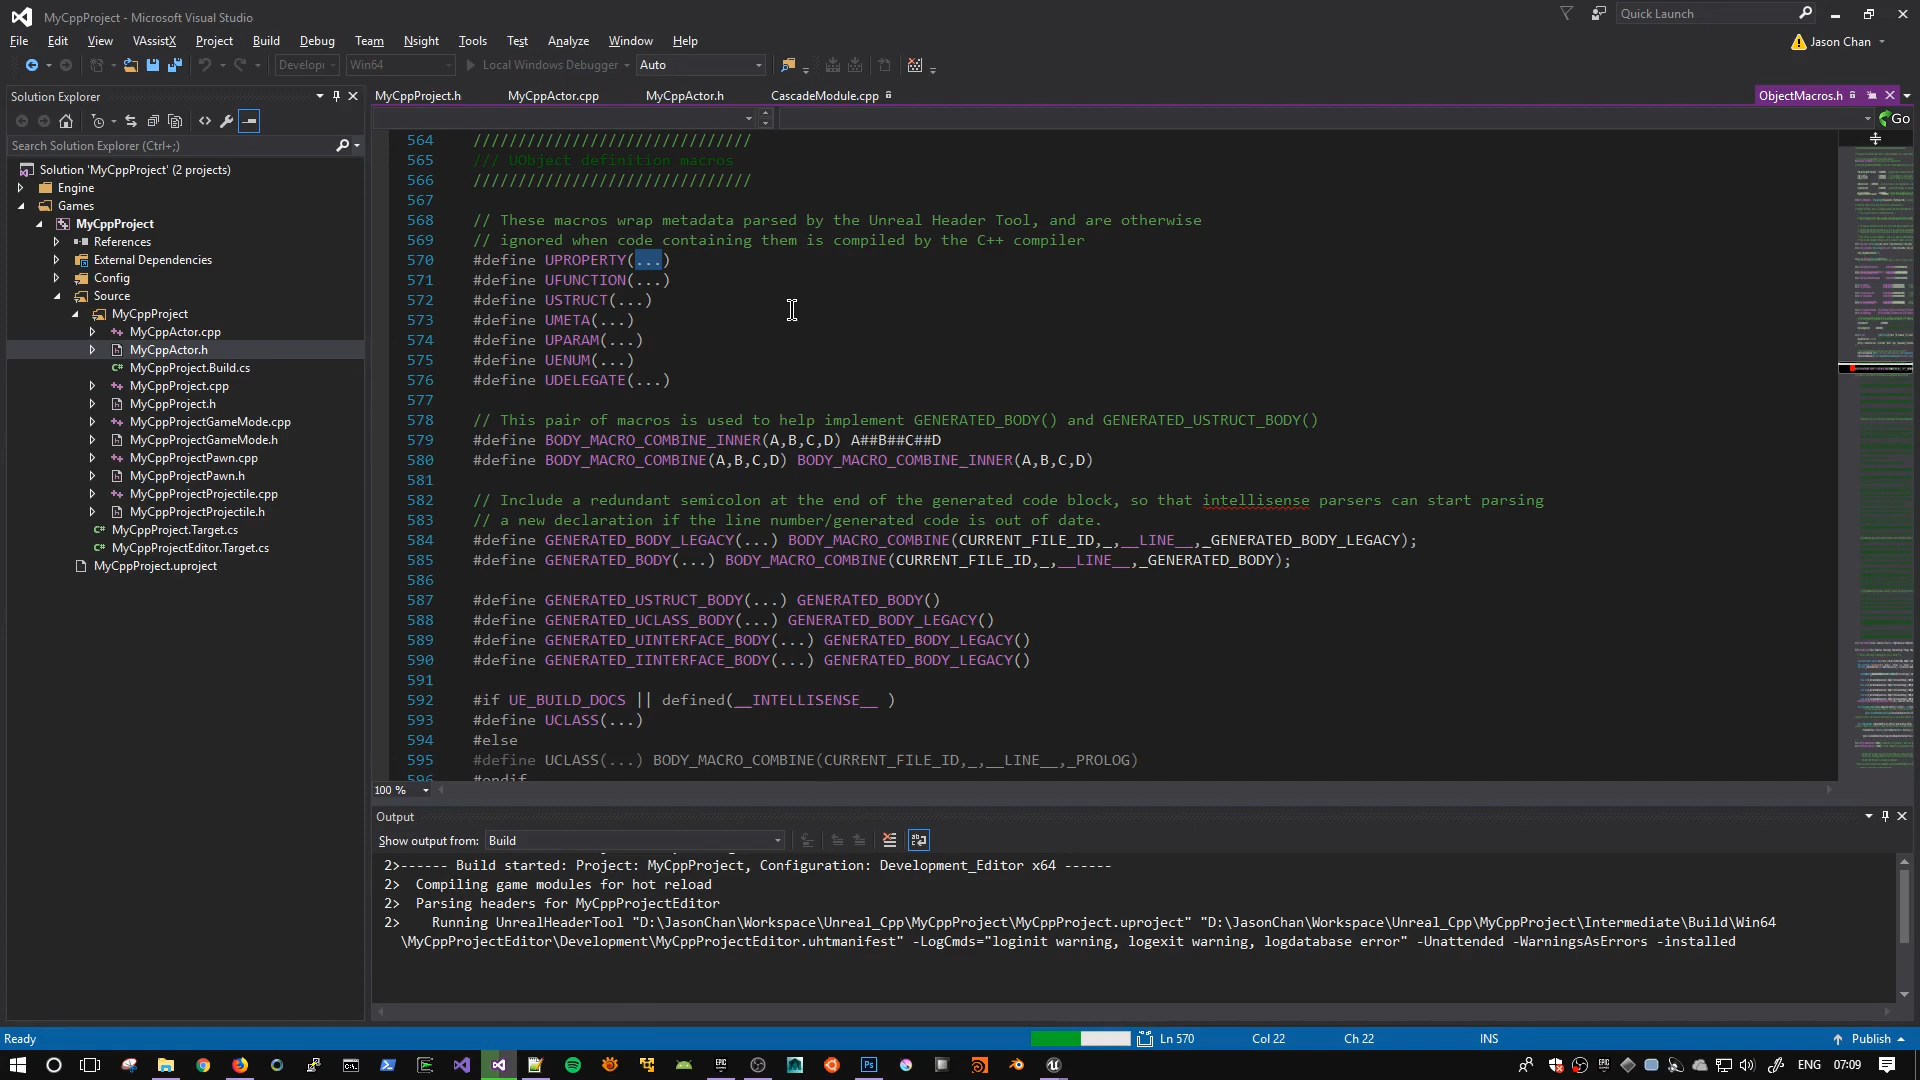 MyCppProject - Microsoft Visual Studio
Quick Launch
File Edit View VAssistX Project Build Debug Team Nsight Tools Test Analyze Window Help
Jason Chan
Develop Win64 Local Windows Debugger Auto
Solution Explorer
MyCppProject.h MyCppActor.cpp MyCppActor.h CascadeModule.cpp ObjectMacros.h
Go
Search Solution Explorer (Ctrl+;)
Solution 'MyCppProject' (2 projects)
Engine
Games
MyCppProject
References
External Dependencies
Config
Source
MyCppProject
MyCppActor.cpp
MyCppActor.h
MyCppProject.Build.cs
MyCppProject.cpp
MyCppProject.h
MyCppProjectGameMode.cpp
MyCppProjectGameMode.h
MyCppProjectPawn.cpp
MyCppProjectPawn.h
MyCppProjectProjectile.cpp
MyCppProjectProjectile.h
MyCppProject.Target.cs
MyCppProjectEditor.Target.cs
MyCppProject.uproject
564 ///////////////////////////////
565 /// UObject definition macros
566 ///////////////////////////////
567
568 // These macros wrap metadata parsed by the Unreal Header Tool, and are otherwise
569 // ignored when code containing them is compiled by the C++ compiler
570 #define UPROPERTY(...)
571 #define UFUNCTION(...)
572 #define USTRUCT(...)
573 #define UMETA(...)
574 #define UPARAM(...)
575 #define UENUM(...)
576 #define UDELEGATE(...)
577
578 // This pair of macros is used to help implement GENERATED_BODY() and GENERATED_USTRUCT_BODY()
579 #define BODY_MACRO_COMBINE_INNER(A,B,C,D) A##B##C##D
580 #define BODY_MACRO_COMBINE(A,B,C,D) BODY_MACRO_COMBINE_INNER(A,B,C,D)
581
582 // Include a redundant semicolon at the end of the generated code block, so that intellisense parsers can start parsing
583 // a new declaration if the line number/generated code is out of date.
584 #define GENERATED_BODY_LEGACY(...) BODY_MACRO_COMBINE(CURRENT_FILE_ID,_,__LINE__,_GENERATED_BODY_LEGACY);
585 #define GENERATED_BODY(...) BODY_MACRO_COMBINE(CURRENT_FILE_ID,_,__LINE__,_GENERATED_BODY);
586
587 #define GENERATED_USTRUCT_BODY(...) GENERATED_BODY()
588 #define GENERATED_UCLASS_BODY(...) GENERATED_BODY_LEGACY()
589 #define GENERATED_UINTERFACE_BODY(...) GENERATED_BODY_LEGACY()
590 #define GENERATED_IINTERFACE_BODY(...) GENERATED_BODY_LEGACY()
591
592 #if UE_BUILD_DOCS || defined(__INTELLISENSE__ )
593 #define UCLASS(...)
594 #else
595 #define UCLASS(...) BODY_MACRO_COMBINE(CURRENT_FILE_ID,_,__LINE__,_PROLOG)
596 #endif
100 %
Output
Show output from: Build
2>------ Build started: Project: MyCppProject, Configuration: Development_Editor x64 ------
2> Compiling game modules for hot reload
2> Parsing headers for MyCppProjectEditor
2> Running UnrealHeaderTool "D:\JasonChan\Workspace\Unreal_Cpp\MyCppProject\MyCppProject.uproject" "D:\JasonChan\Workspace\Unreal_Cpp\MyCppProject\Intermediate\Build\Win64
\MyCppProjectEditor\Development\MyCppProjectEditor.uhtmanifest" -LogCmds="loginit warning, logexit warning, logdatabase error" -Unattended -WarningsAsErrors -installed
Ready Ln 570 Col 22 Ch 22 INS Publish
ENG 07:09